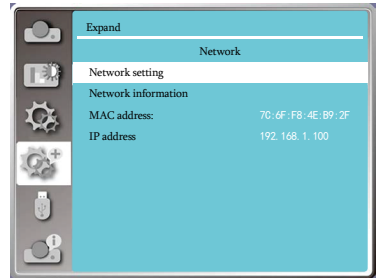 Expand
Network
Network setting
Network information
MAC address: 7C:6F:F8:4E:B9:2F
IP address 192.168.1.100